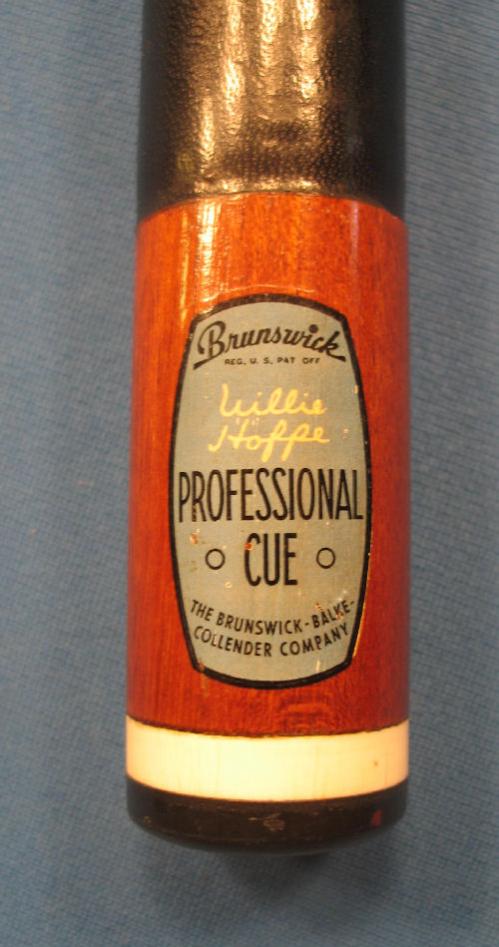 Brunswick
REG. U. S. PAT OFF
Willie
Hoppe
PROFESSIONAL
CUE
THE BRUNSWICK-BALKE-
COLLENDER COMPANY